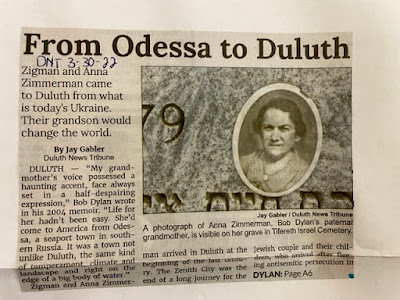 From Odessa to Duluth
DNT 3-30-22
Zigman and Anna
Zimmerman came
to Duluth from what
is today's Ukraine.
Their grandson would
change the world.
By Jay Gabler
Duluth News Tribune
DULUTH — "My grand-
mother's voice possessed a
haunting accent, face always
set in a half-despairing
expression," Bob Dylan wrote
in his 2004 memoir. "Life for
her hadn't been easy. She'd
come to America from Odes-
sa, a seaport town in south-
ern Russia. It was a town not
unlike Duluth, the same kind
of temperament, climate and
landscape and right on the
edge of a big body of water."
Zigman and Anna Zimmer-
79
Jay Gabler / Duluth News Tribune
A photograph of Anna Zimmerman, Bob Dylan's paternal
grandmother, is visible on her grave in Tifereth Israel Cemetery.
man arrived in Duluth at the
beginning of the last centu-
ry. The Zenith City was the
end of a long journey for the
Jewish couple and their chil-
dren, who arrived after flee-
ing antisemitic persecution in
DYLAN: Page A6